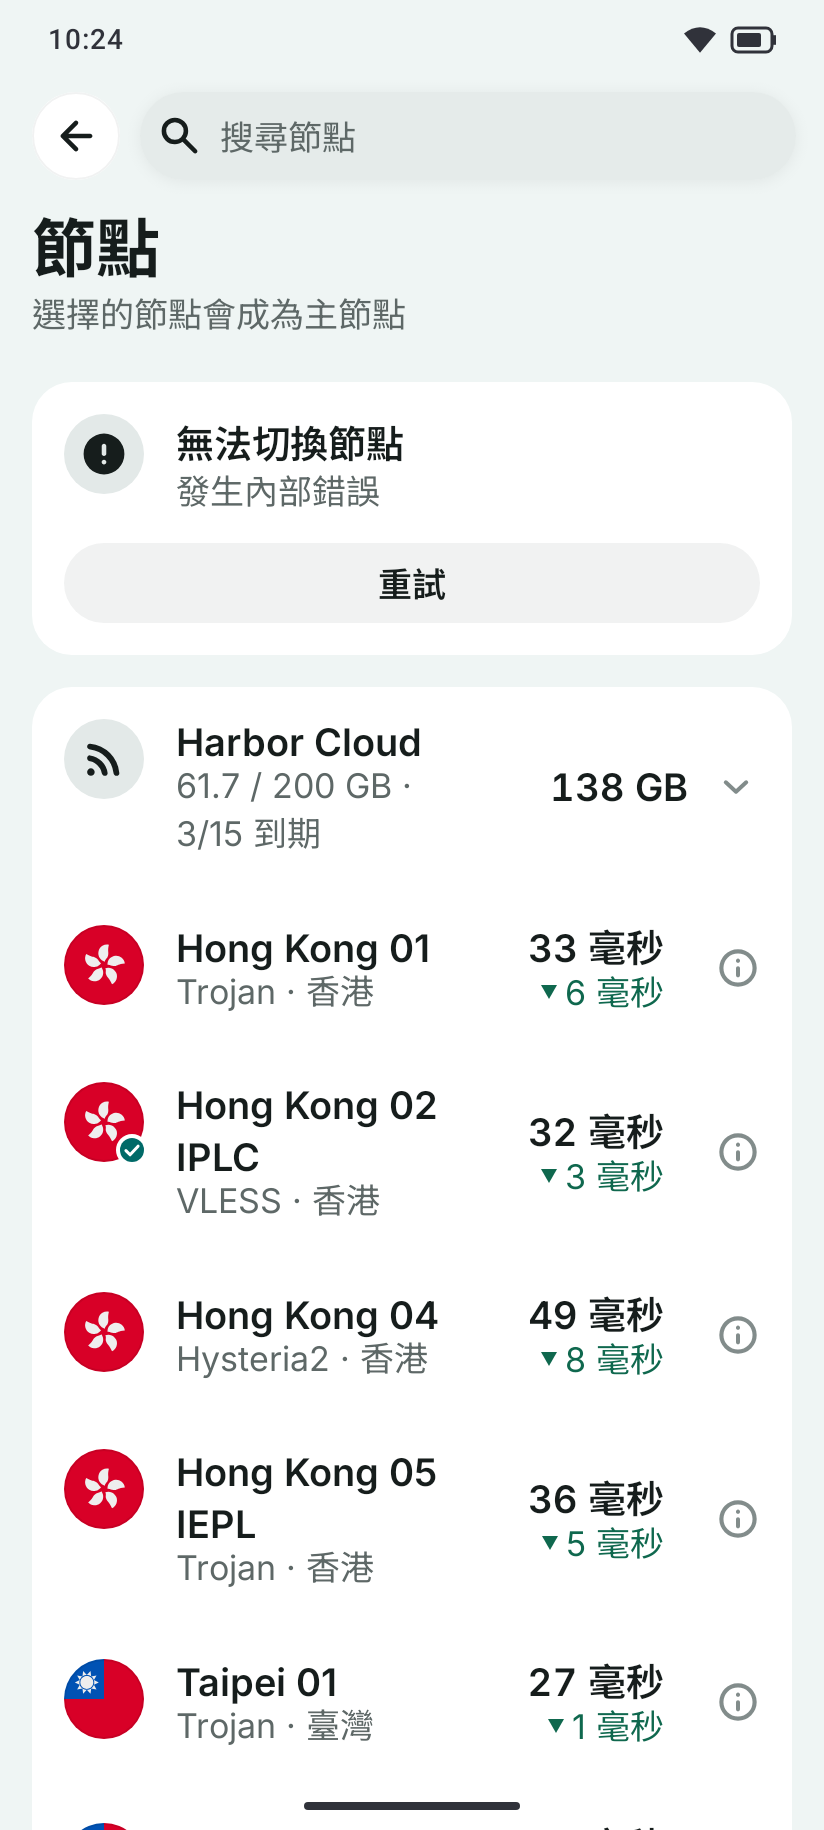 10:24
搜尋節點
節點
選擇的節點會成為主節點
無法切換節點
發生內部錯誤
重試
Harbor Cloud
61.7 / 200 GB ·
3/15 到期
138 GB
Hong Kong 01
Trojan · 香港
33 毫秒
▼6 毫秒
Hong Kong 02
IPLC
VLESS · 香港
32 毫秒
▼3 毫秒
Hong Kong 04
Hysteria2 · 香港
49 毫秒
▼8 毫秒
Hong Kong 05
IEPL
Trojan · 香港
36 毫秒
▼5 毫秒
Taipei 01
Trojan · 臺灣
27 毫秒
▼1 毫秒